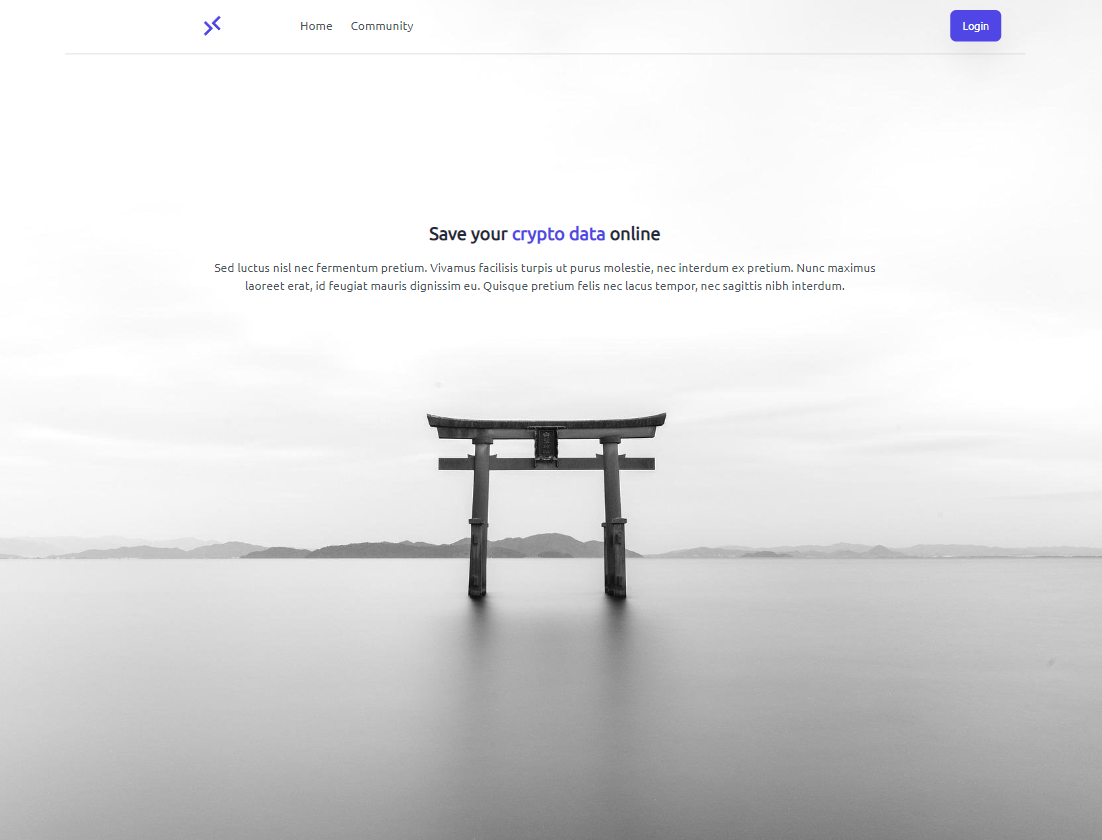 Home Community Login
Save your crypto data online
Sed luctus nisl nec fermentum pretium. Vivamus facilisis turpis ut purus molestie, nec interdum ex pretium. Nunc maximus
laoreet erat, id feugiat mauris dignissim eu. Quisque pretium felis nec lacus tempor, nec sagittis nibh interdum.